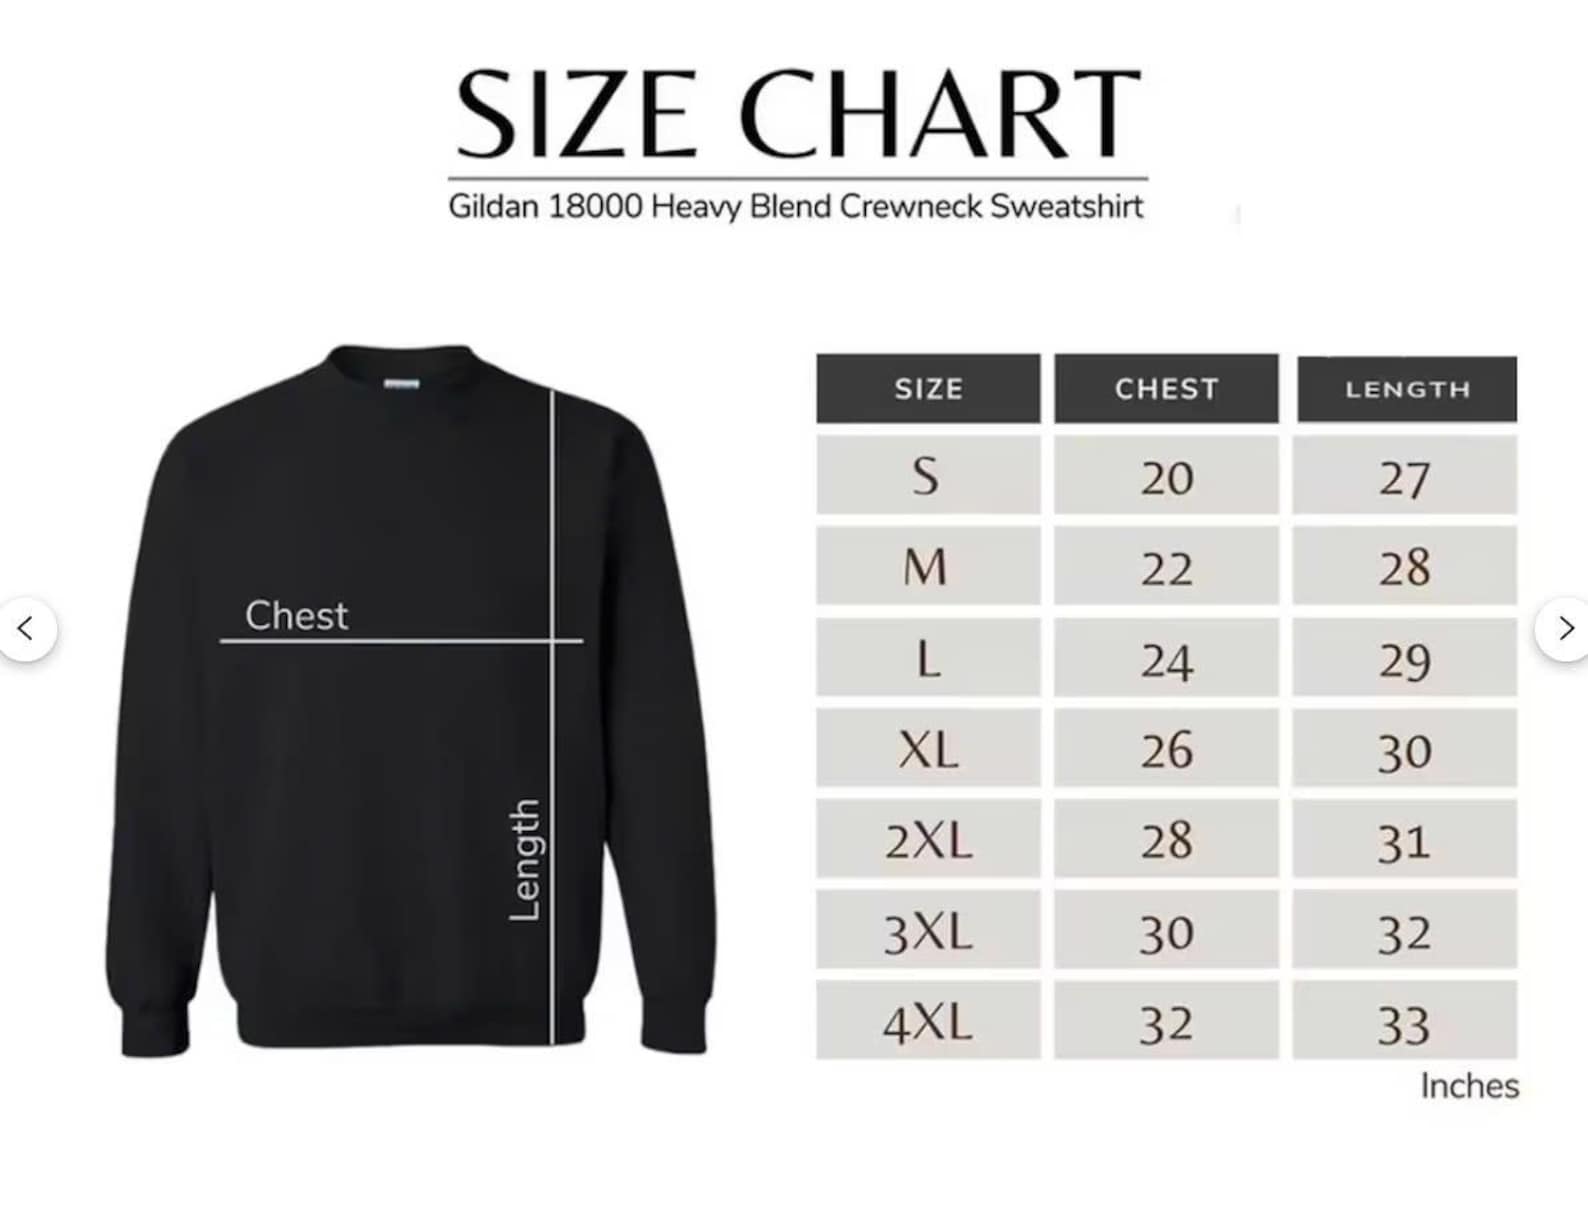 SIZE CHART
Gildan 18000 Heavy Blend Crewneck Sweatshirt
Chest
Length
SIZE CHEST LENGTH
S 20 27
M 22 28
L 24 29
XL 26 30
2XL 28 31
3XL 30 32
4XL 32 33
Inches